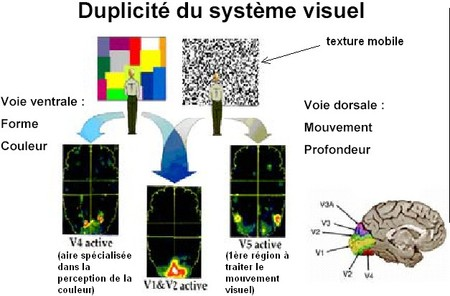 Duplicité du système visuel
texture mobile
Voie ventrale :
Forme
Couleur
Voie dorsale :
Mouvement
Profondeur
V4 active
(aire spécialisée
dans la
perception de la
couleur)
V1&V2 active
V5 active
(1ère région à
traiter le
mouvement
visuel)
V3A
V3
V2
V1
V2
V4